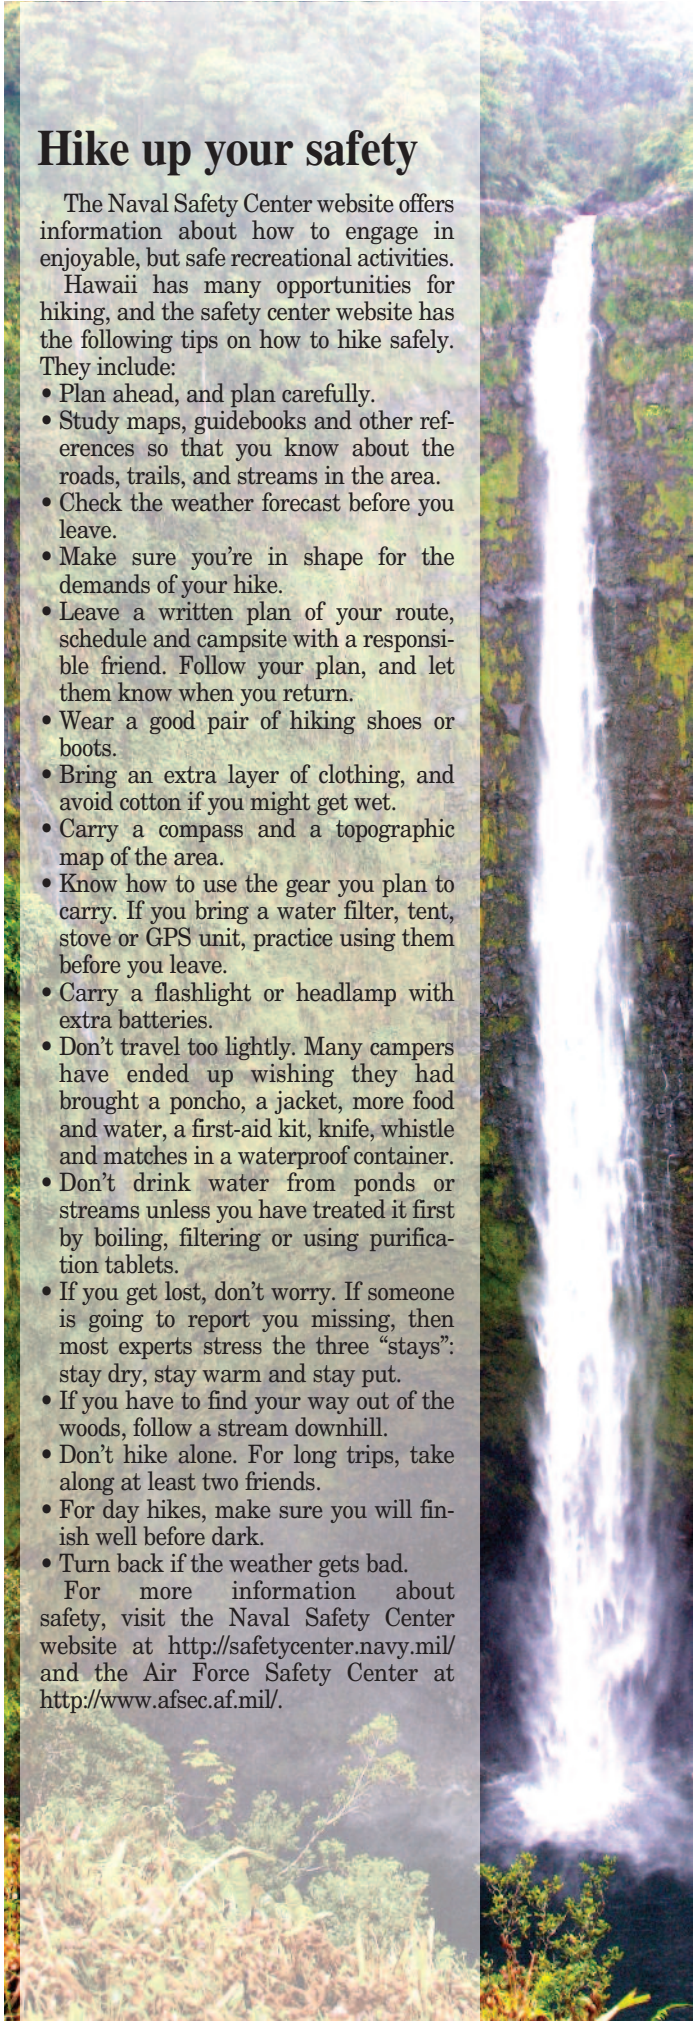 Hike up your safety
The Naval Safety Center website offers
information about how to engage in
enjoyable, but safe recreational activities.
Hawaii has many opportunities for
hiking, and the safety center website has
the following tips on how to hike safely.
They include:
• Plan ahead, and plan carefully.
• Study maps, guidebooks and other ref-
erences so that you know about the
roads, trails, and streams in the area.
• Check the weather forecast before you
leave.
• Make sure you're in shape for the
demands of your hike.
• Leave a written plan of your route,
schedule and campsite with a responsi-
ble friend. Follow your plan, and let
them know when you return.
• Wear a good pair of hiking shoes or
boots.
• Bring an extra layer of clothing, and
avoid cotton if you might get wet.
• Carry a compass and a topographic
map of the area.
• Know how to use the gear you plan to
carry. If you bring a water filter, tent,
stove or GPS unit, practice using them
before you leave.
• Carry a flashlight or headlamp with
extra batteries.
• Don't travel too lightly. Many campers
have ended up wishing they had
brought a poncho, a jacket, more food
and water, a first-aid kit, knife, whistle
and matches in a waterproof container.
• Don't drink water from ponds or
streams unless you have treated it first
by boiling, filtering or using purifica-
tion tablets.
• If you get lost, don't worry. If someone
is going to report you missing, then
most experts stress the three “stays”:
stay dry, stay warm and stay put.
• If you have to find your way out of the
woods, follow a stream downhill.
• Don't hike alone. For long trips, take
along at least two friends.
• For day hikes, make sure you will fin-
ish well before dark.
• Turn back if the weather gets bad.
For more information about
safety, visit the Naval Safety Center
website at http://safetycenter.navy.mil/
and the Air Force Safety Center at
http://www.afsec.af.mil/.